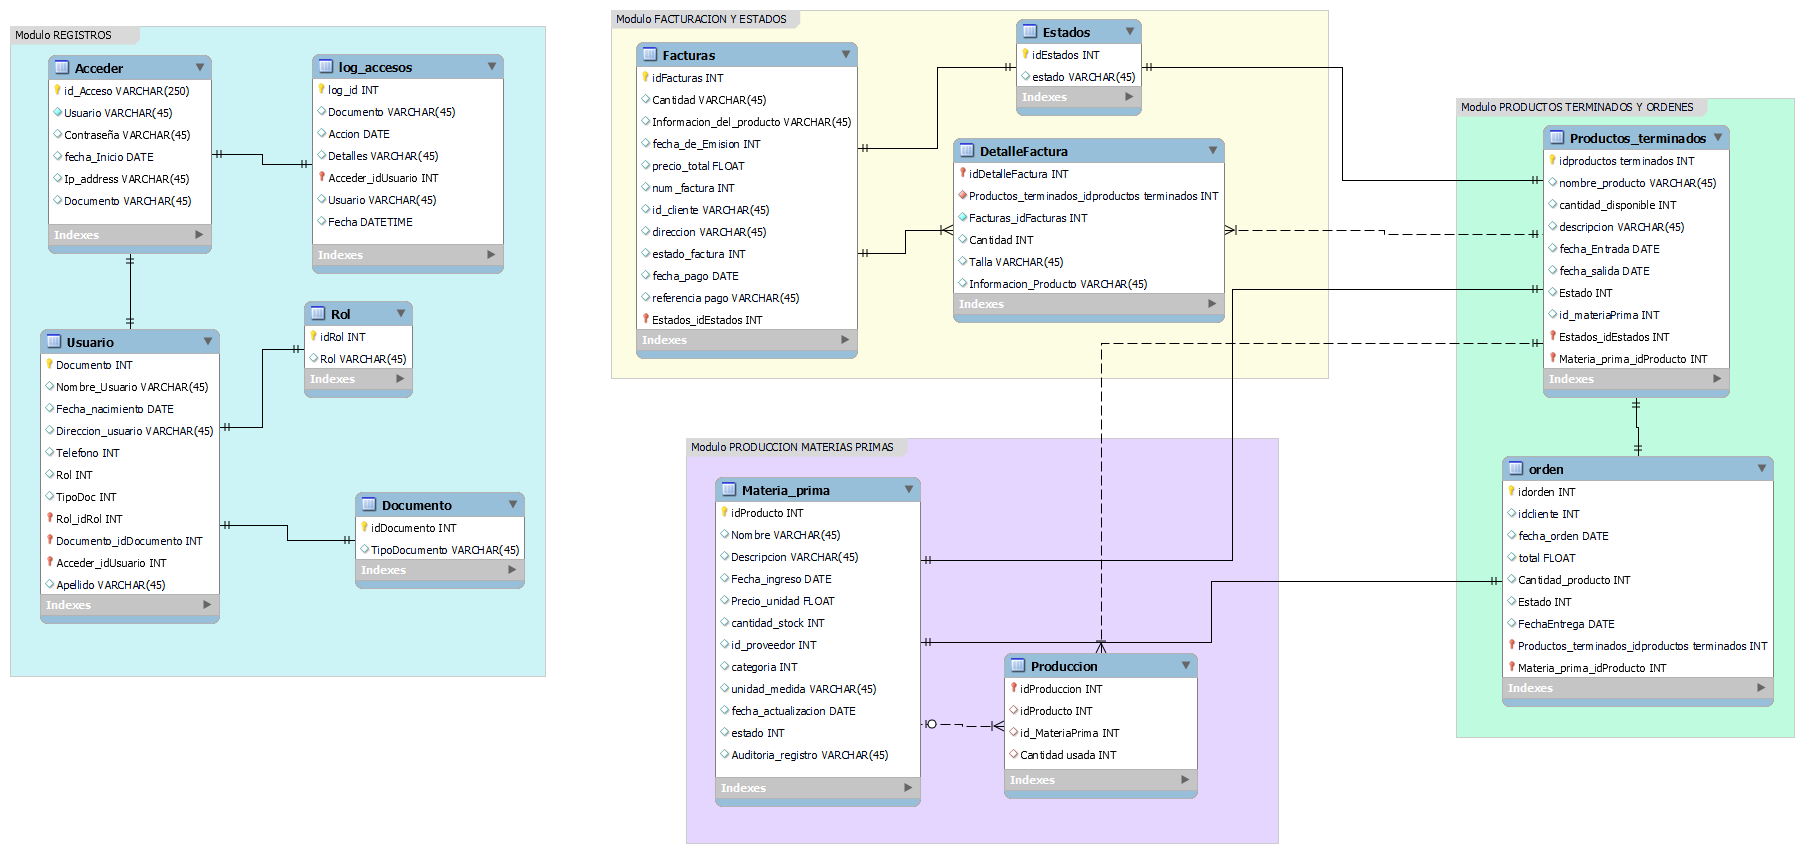 Modulo REGISTROS
Acceder
id_Acceso VARCHAR(250)
Usuario VARCHAR(45)
Contraseña VARCHAR(45)
fecha_Inicio DATE
Ip_address VARCHAR(45)
Documento VARCHAR(45)
Indexes
log_accesos
log_id INT
Documento VARCHAR(45)
Accion DATE
Detalles VARCHAR(45)
Acceder_idUsuario INT
Usuario VARCHAR(45)
Fecha DATETIME
Indexes
Usuario
Documento INT
Nombre_Usuario VARCHAR(45)
Fecha_nacimiento DATE
Direccion_usuario VARCHAR(45)
Telefono INT
Rol INT
TipoDoc INT
Rol_idRol INT
Documento_idDocumento INT
Acceder_idUsuario INT
Apellido VARCHAR(45)
Indexes
Rol
idRol INT
Rol VARCHAR(45)
Indexes
Documento
idDocumento INT
TipoDocumento VARCHAR(45)
Indexes
Modulo FACTURACION Y ESTADOS
Facturas
idFacturas INT
Cantidad VARCHAR(45)
Informacion_del_producto VARCHAR(45)
fecha_de_Emision INT
precio_total FLOAT
num_factura INT
id_cliente VARCHAR(45)
direccion VARCHAR(45)
estado_factura INT
fecha_pago DATE
referencia pago VARCHAR(45)
Estados_idEstados INT
Indexes
Estados
idEstados INT
estado VARCHAR(45)
Indexes
DetalleFactura
idDetalleFactura INT
Productos_terminados_idproductos terminados INT
Facturas_idFacturas INT
Cantidad INT
Talla VARCHAR(45)
Informacion_Producto VARCHAR(45)
Indexes
Modulo PRODUCCION MATERIAS PRIMAS
Materia_prima
idProducto INT
Nombre VARCHAR(45)
Descripcion VARCHAR(45)
Fecha_ingreso DATE
Precio_unidad FLOAT
cantidad_stock INT
id_proveedor INT
categoria INT
unidad_medida VARCHAR(45)
fecha_actualizacion DATE
estado INT
Auditoria_registro VARCHAR(45)
Indexes
Produccion
idProduccion INT
idProducto INT
id_MateriaPrima INT
Cantidad usada INT
Indexes
Modulo PRODUCTOS TERMINADOS Y ORDENES
Productos_terminados
idproductos terminados INT
nombre_producto VARCHAR(45)
cantidad_disponible INT
descripcion VARCHAR(45)
fecha_Entrada DATE
fecha_salida DATE
Estado INT
id_materiaPrima INT
Estados_idEstados INT
Materia_prima_idProducto INT
Indexes
orden
idorden INT
idcliente INT
fecha_orden DATE
total FLOAT
Cantidad_producto INT
Estado INT
FechaEntrega DATE
Productos_terminados_idproductos terminados INT
Materia_prima_idProducto INT
Indexes